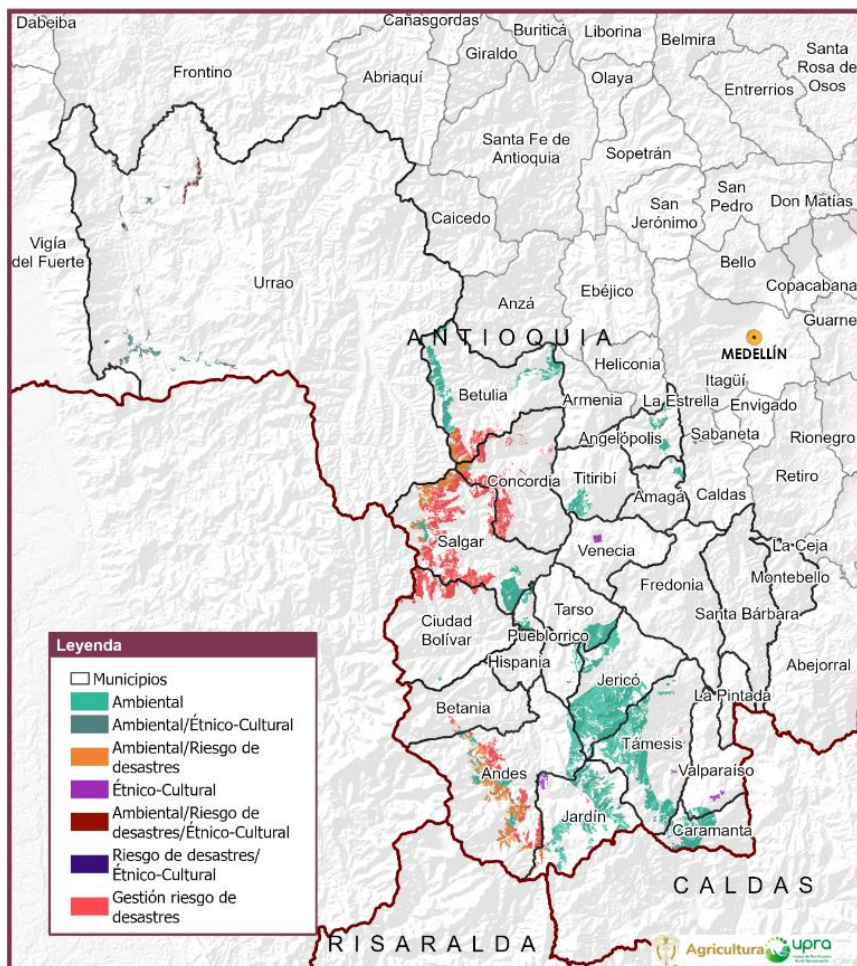 Dabeiba
Cañasgordas
Buriticá
Liborina
Belmira
Santa
Rosa de
Osos
Frontino
Giraldo
Abriaquí
Olaya
Entrerrios
Santa Fe de
Antioquia
Sopetrán
San
Jerónimo
San
Pedro
Don Matías
Caicedo
Vigía
del Fuerte
Urrao
Bello
Copacabana
Anzá
Ebéjico
Guarne
ANTIOQUIA
MEDELLÍN
Heliconia
Itagüí
Betulia
Armenia
La Estrella
Envigado
Angelópolis
Sabaneta
Rionegro
Concordia
Titiribí
Retiro
Amagá
Caldas
Salgar
Venecia
La Ceja
Fredonia
Montebello
Tarso
Santa Bárbara
Ciudad
Bolívar
Pueblorrico
Hispania
Abejorral
Jericó
La Pintada
Betania
Támesis
Valparaíso
Andes
Jardín
Caramanta
CALDAS
RISARALDA
Leyenda
Municipios
Ambiental
Ambiental/Étnico-Cultural
Ambiental/Riesgo de
desastres
Étnico-Cultural
Ambiental/Riesgo de
desastres/Étnico-Cultural
Riesgo de desastres/
Étnico-Cultural
Gestión riesgo de
desastres
Agricultura
upra